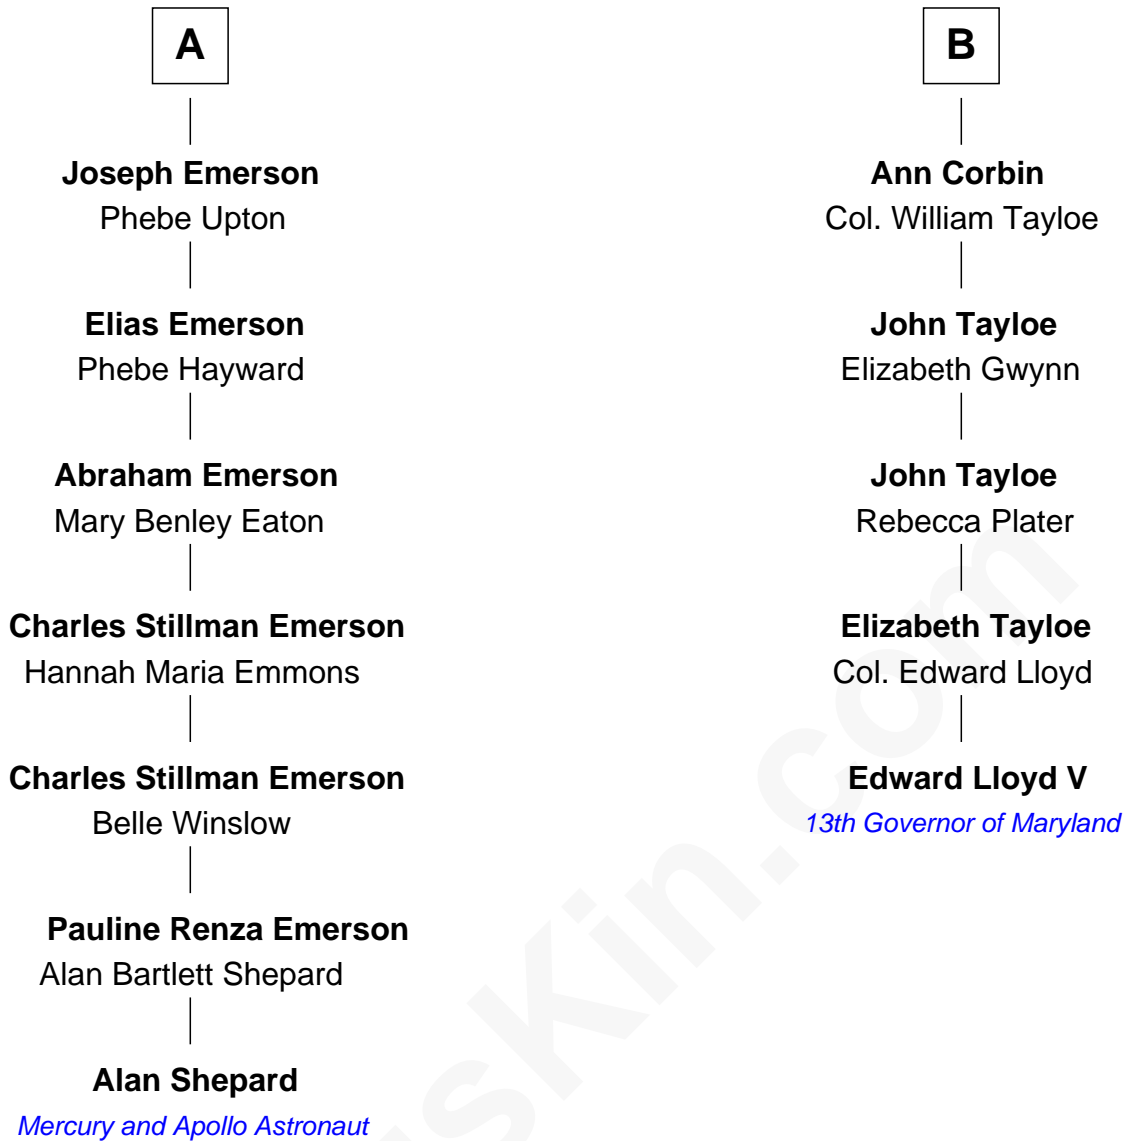 A
Joseph Emerson
Phebe Upton
Elias Emerson
Phebe Hayward
Abraham Emerson
Mary Benley Eaton
Charles Stillman Emerson
Hannah Maria Emmons
Charles Stillman Emerson
Belle Winslow
Pauline Renza Emerson
Alan Bartlett Shepard
Alan Shepard
Mercury and Apollo Astronaut
B
Ann Corbin
Col. William Tayloe
John Tayloe
Elizabeth Gwynn
John Tayloe
Rebecca Plater
Elizabeth Tayloe
Col. Edward Lloyd
Edward Lloyd V
13th Governor of Maryland
usKin.com